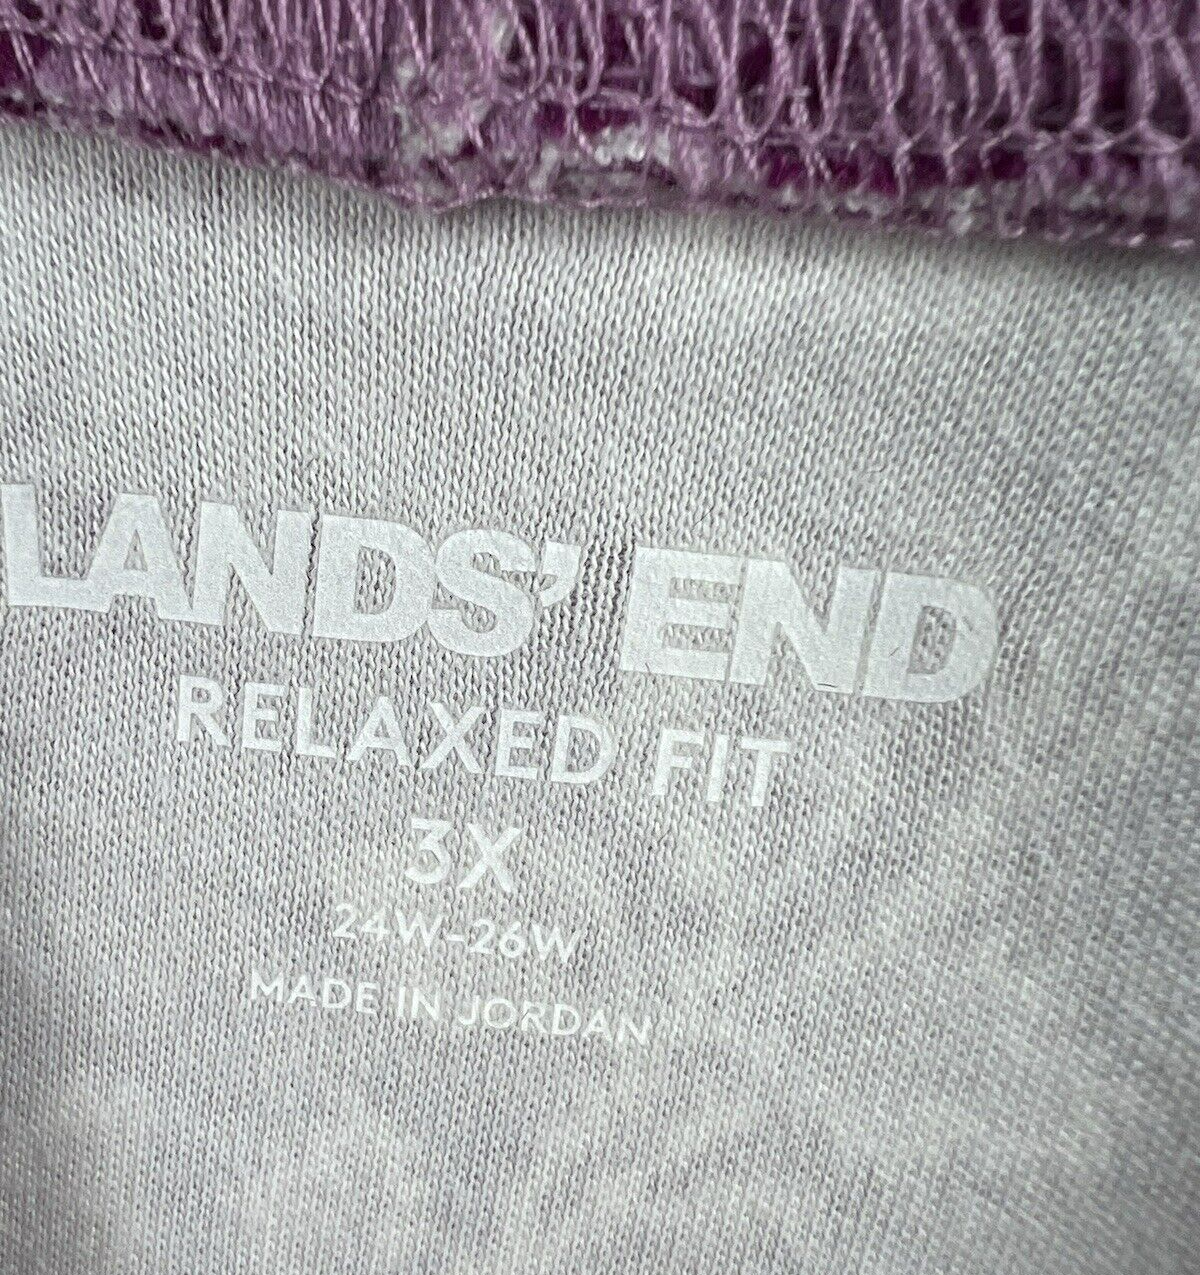 LANDS' END
RELAXED FIT
3X
24W-26W
MADE IN JORDAN